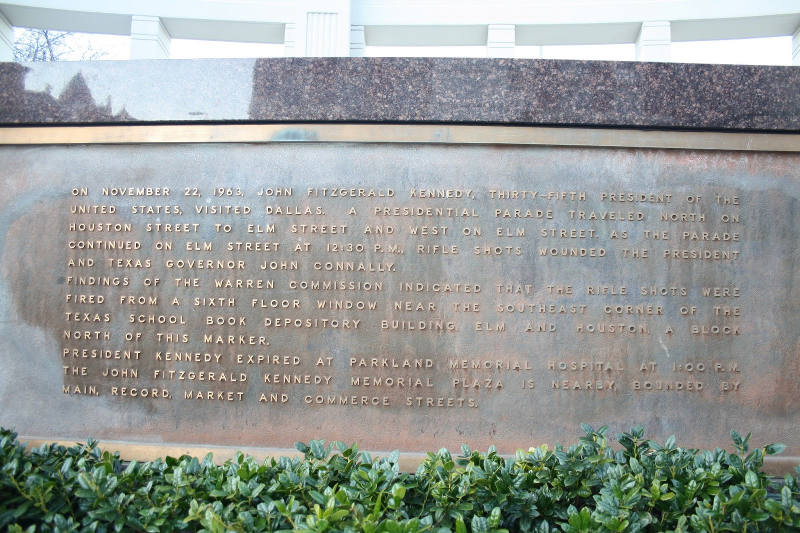 ON NOVEMBER 22, 1963, JOHN FITZGERALD KENNEDY, THIRTY-FIFTH PRESIDENT OF THE
UNITED STATES, VISITED DALLAS. A PRESIDENTIAL PARADE TRAVELED NORTH ON
HOUSTON STREET TO ELM STREET AND WEST ON ELM STREET. AS THE PARADE
CONTINUED ON ELM STREET AT 12:30 P.M., RIFLE SHOTS WOUNDED THE PRESIDENT
AND TEXAS GOVERNOR JOHN CONNALLY.
FINDINGS OF THE WARREN COMMISSION INDICATED THAT THE RIFLE SHOTS WERE
FIRED FROM A SIXTH FLOOR WINDOW NEAR THE SOUTHEAST CORNER OF THE
TEXAS SCHOOL BOOK DEPOSITORY BUILDING, ELM AND HOUSTON, A BLOCK
NORTH OF THIS MARKER.
PRESIDENT KENNEDY EXPIRED AT PARKLAND MEMORIAL HOSPITAL AT 1:00 P.M.
THE JOHN FITZGERALD KENNEDY MEMORIAL PLAZA IS NEARBY, BOUNDED BY
MAIN, RECORD, MARKET AND COMMERCE STREETS.